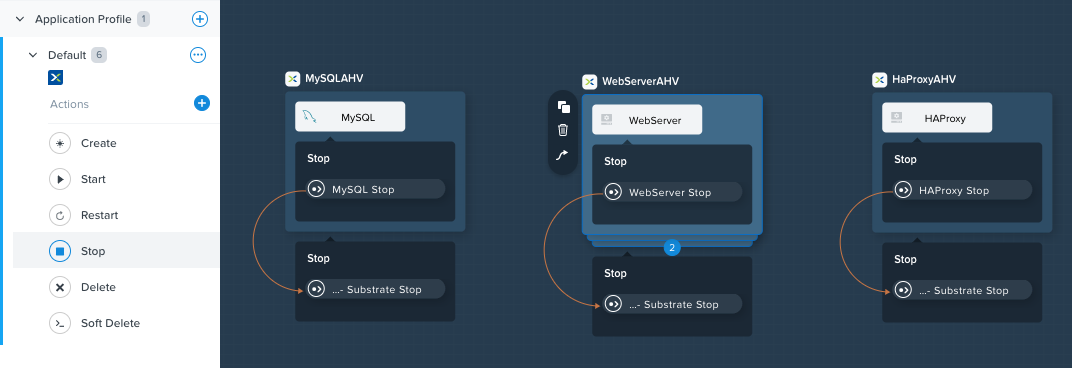 Application Profile 1
Default 6
Actions
Create
Start
Restart
Stop
Delete
Soft Delete
MySQLAHV
MySQL
Stop
MySQL Stop
Stop
...- Substrate Stop
WebServerAHV
WebServer
Stop
WebServer Stop
2
Stop
...- Substrate Stop
HaProxyAHV
HAProxy
Stop
HAProxy Stop
Stop
...- Substrate Stop